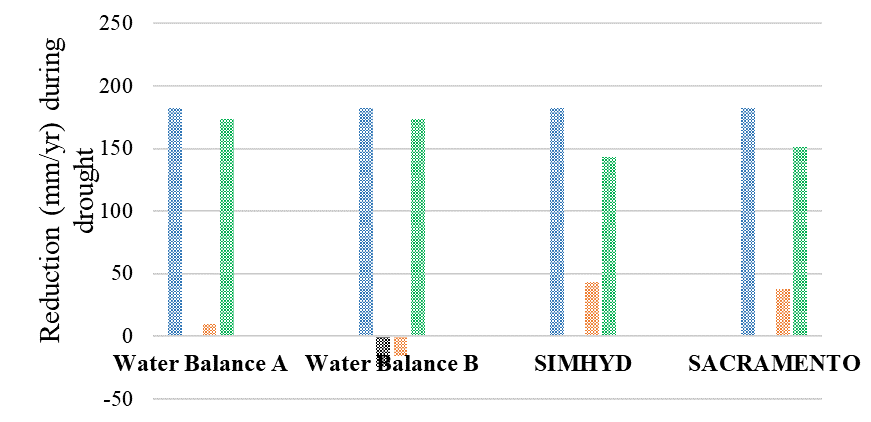 Reduction (mm/yr) during
drought
250
200
150
100
50
0
-50
Water Balance A
Water Balance B
SIMHYD
SACRAMENTO